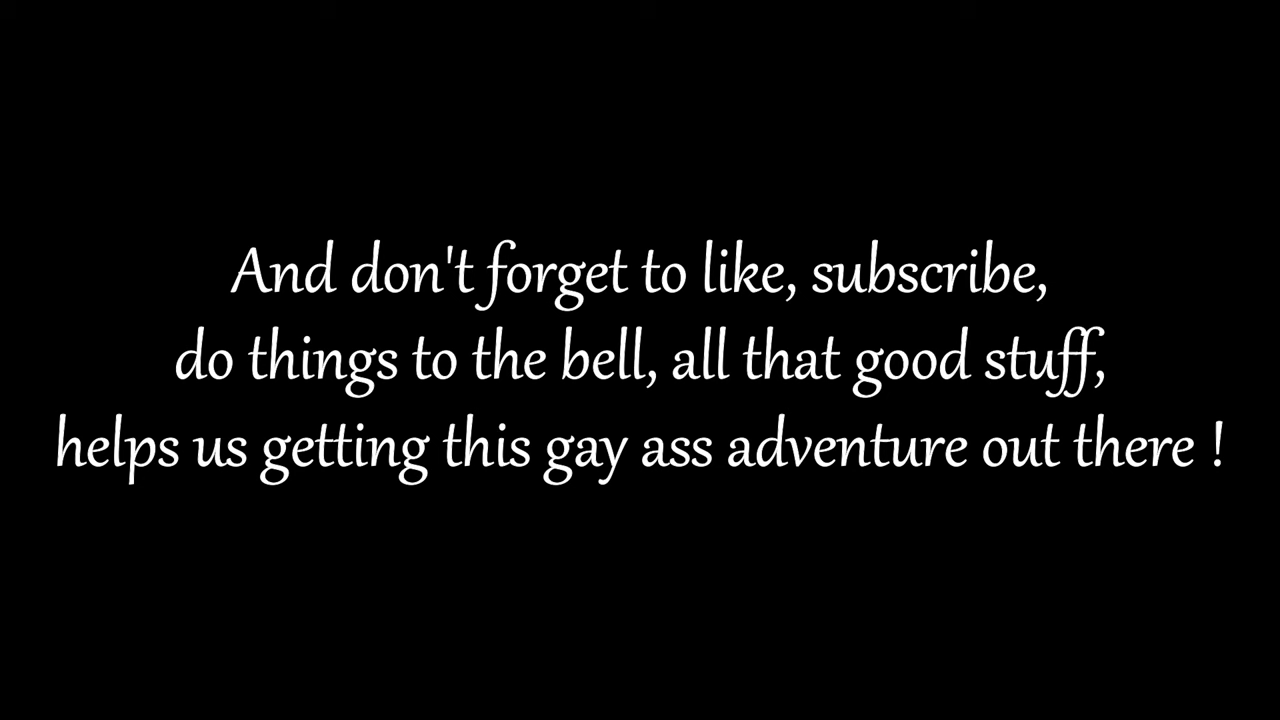 And don't forget to like, subscribe,
do things to the bell, all that good stuff,
helps us getting this gay ass adventure out there !